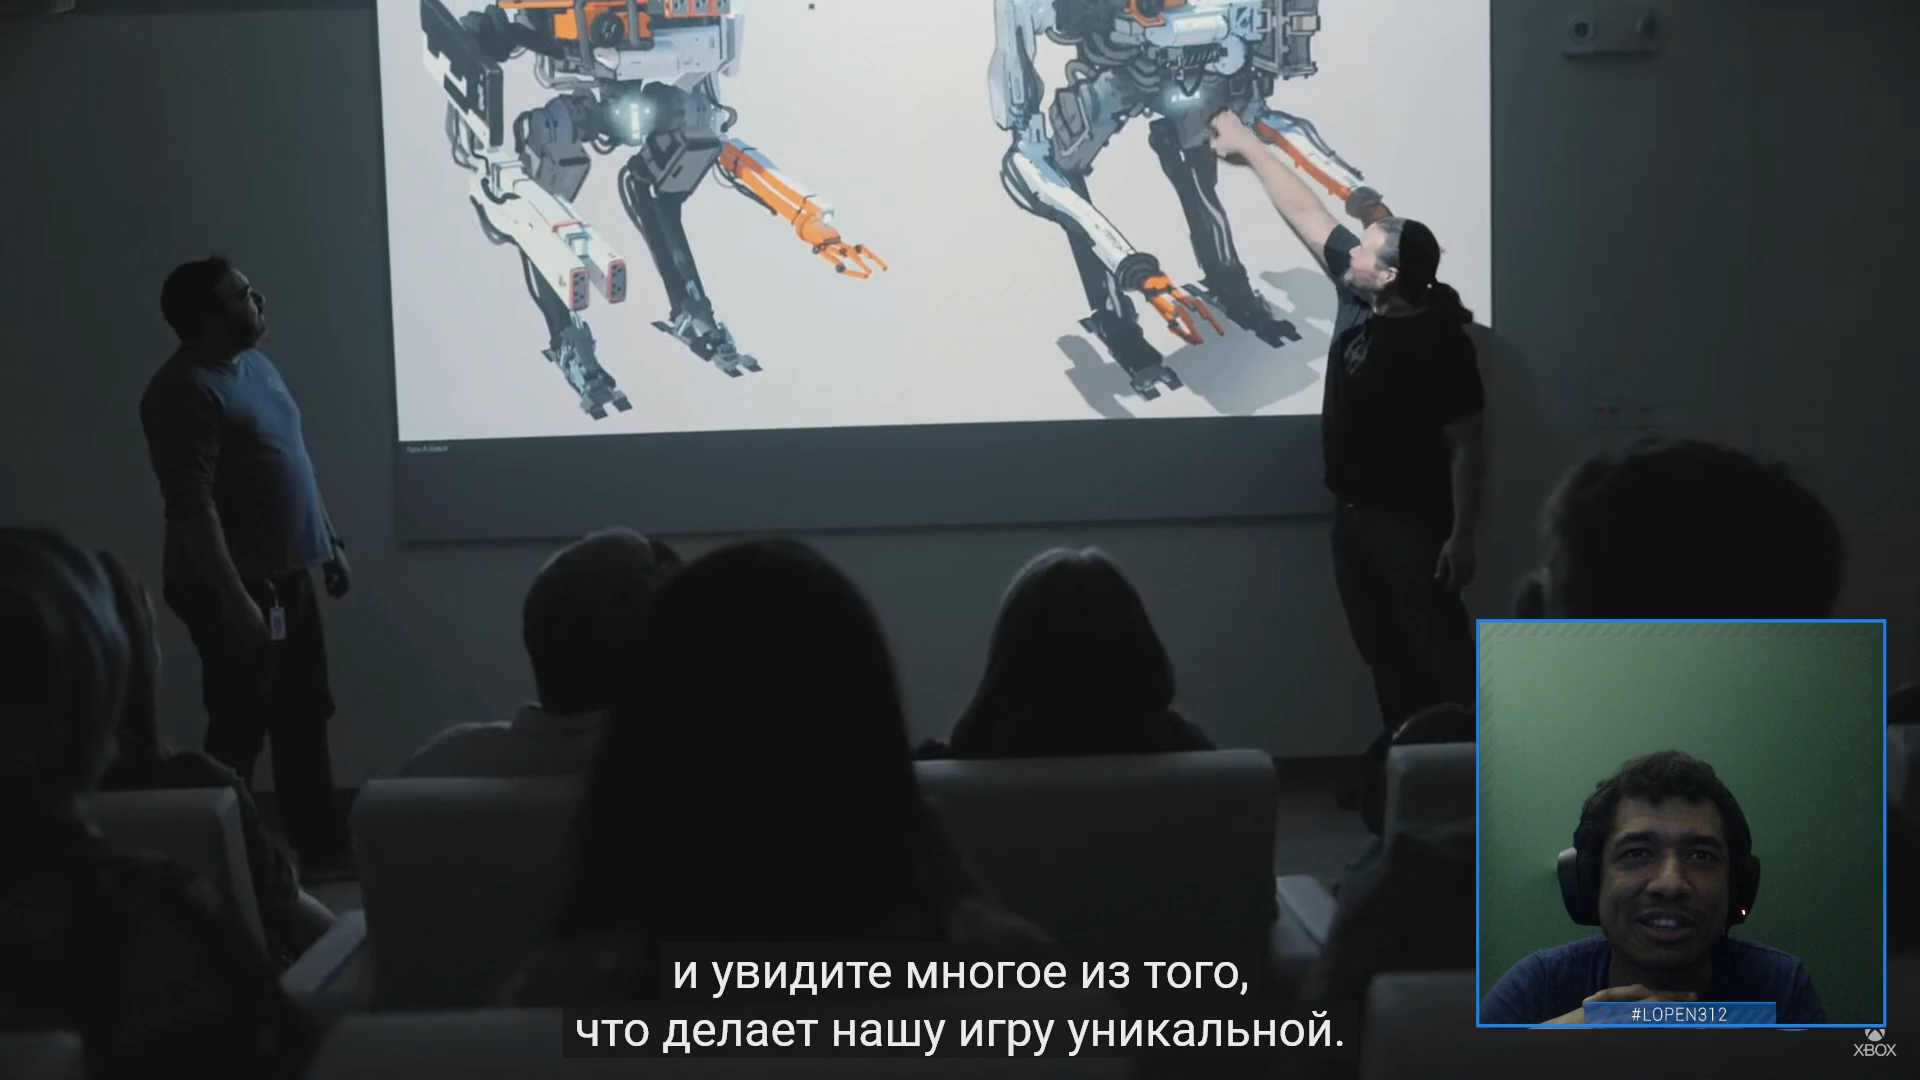 и увидите многое из того,
что делает нашу игру уникальной.
#LOPEN312
XBOX